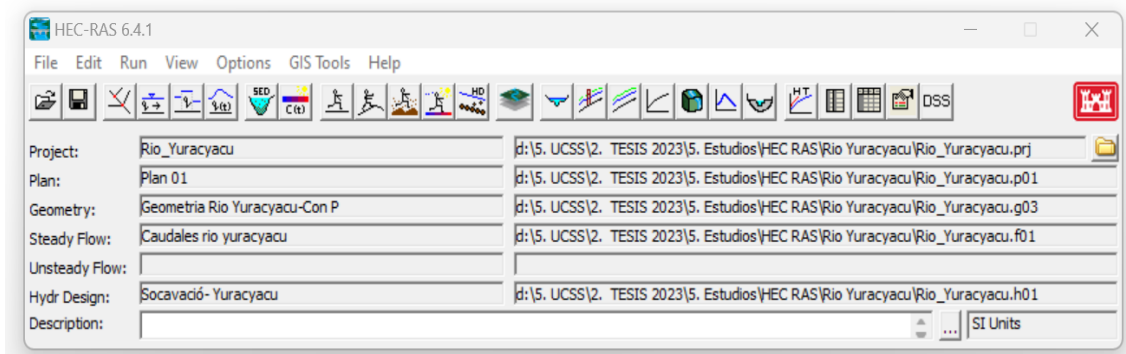 HEC-RAS 6.4.1
File Edit Run View Options GIS Tools Help
SED C(t) HD HT DSS
Project: Rio_Yuracyacu d:\5. UCSS\2. TESIS 2023\5. Estudios\HEC RAS\Rio Yuracyacu\Rio_Yuracyacu.prj
Plan: Plan 01 d:\5. UCSS\2. TESIS 2023\5. Estudios\HEC RAS\Rio Yuracyacu\Rio_Yuracyacu.p01
Geometry: Geometria Rio Yuracyacu-Con P d:\5. UCSS\2. TESIS 2023\5. Estudios\HEC RAS\Rio Yuracyacu\Rio_Yuracyacu.g03
Steady Flow: Caudales rio yuracyacu d:\5. UCSS\2. TESIS 2023\5. Estudios\HEC RAS\Rio Yuracyacu\Rio_Yuracyacu.f01
Unsteady Flow:
Hydr Design: Socavació- Yuracyacu d:\5. UCSS\2. TESIS 2023\5. Estudios\HEC RAS\Rio Yuracyacu\Rio_Yuracyacu.h01
Description: ... SI Units